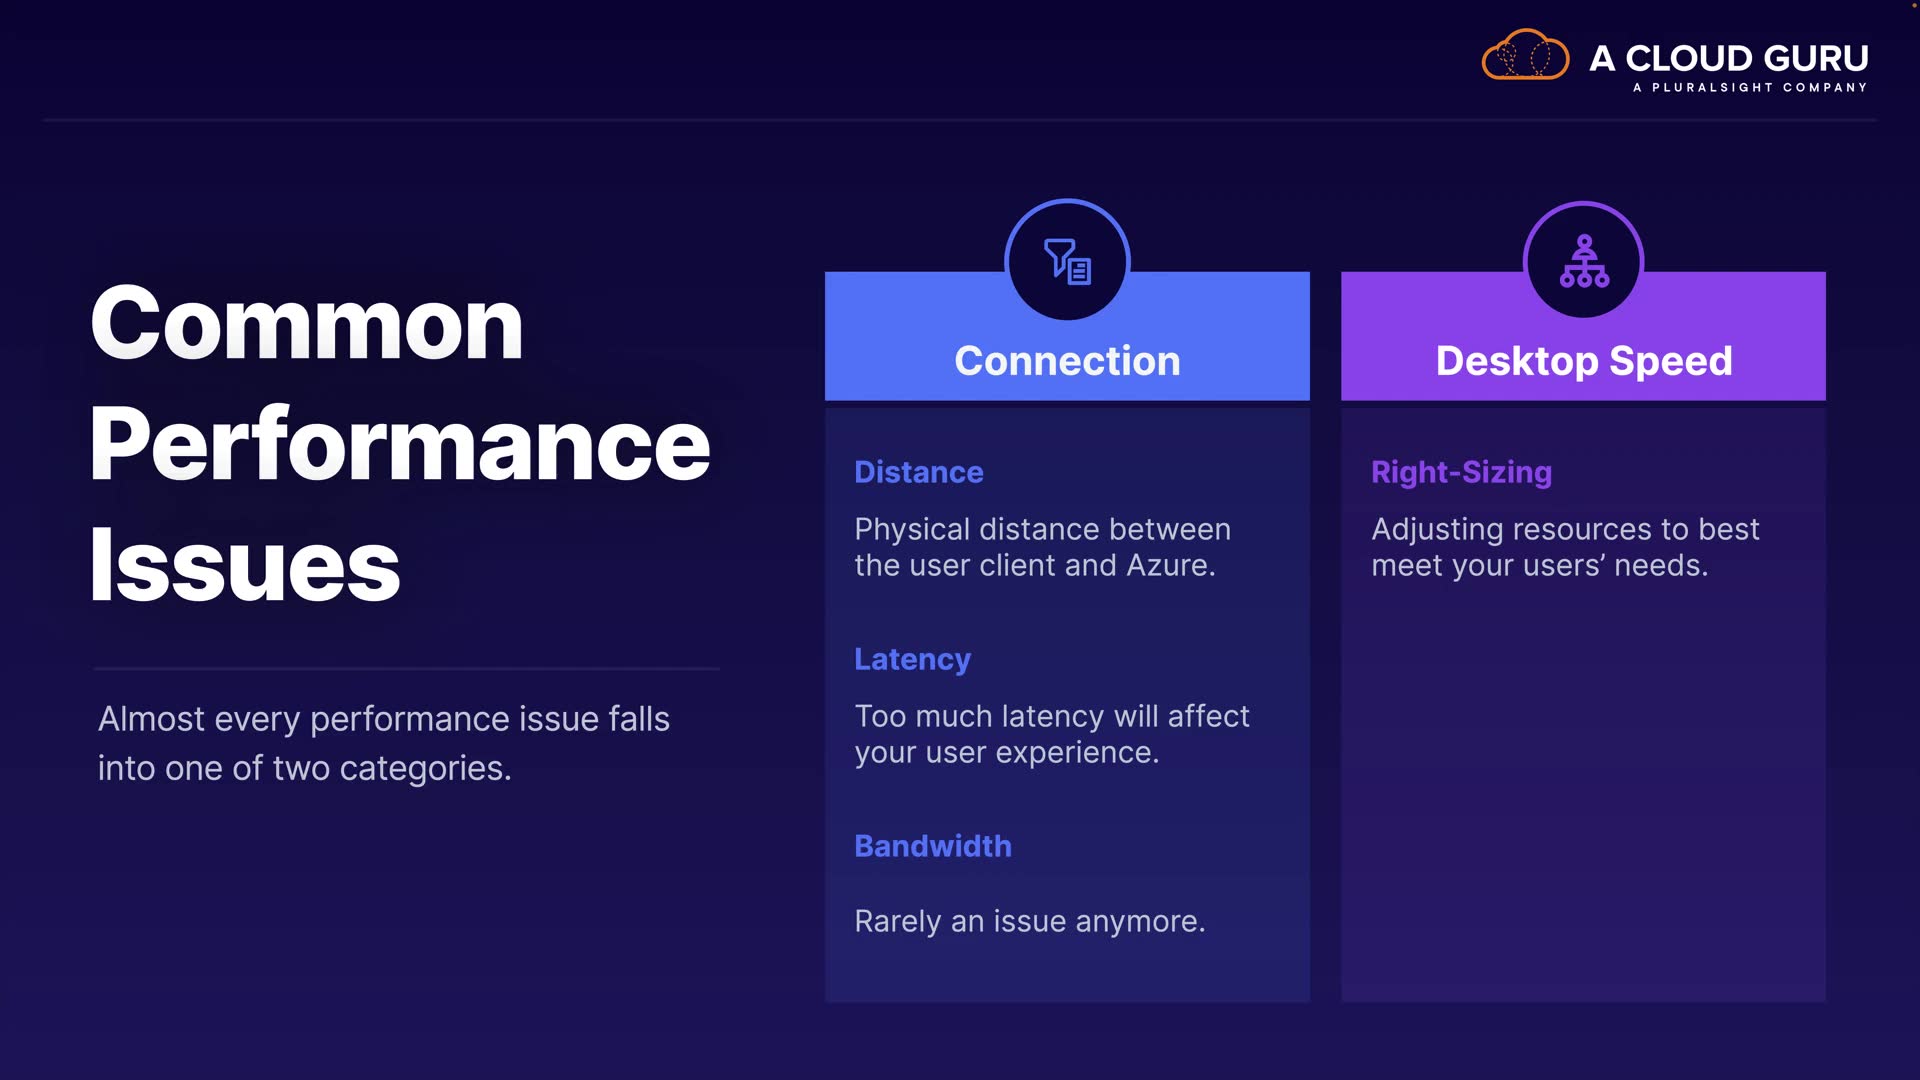 A CLOUD GURU
A PLURALSIGHT COMPANY
Common
Performance
Issues
Almost every performance issue falls
into one of two categories.
Connection
Distance
Physical distance between
the user client and Azure.
Latency
Too much latency will affect
your user experience.
Bandwidth
Rarely an issue anymore.
Desktop Speed
Right-Sizing
Adjusting resources to best
meet your users’ needs.